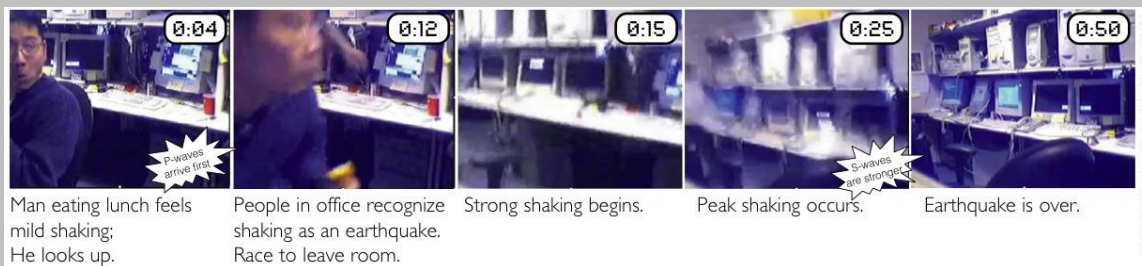 0:04
0:12
0:15
0:25
0:50
P-waves
arrive first
S-waves
are stronger
Man eating lunch feels
mild shaking;
He looks up.
People in office recognize
shaking as an earthquake.
Race to leave room.
Strong shaking begins.
Peak shaking occurs.
Earthquake is over.